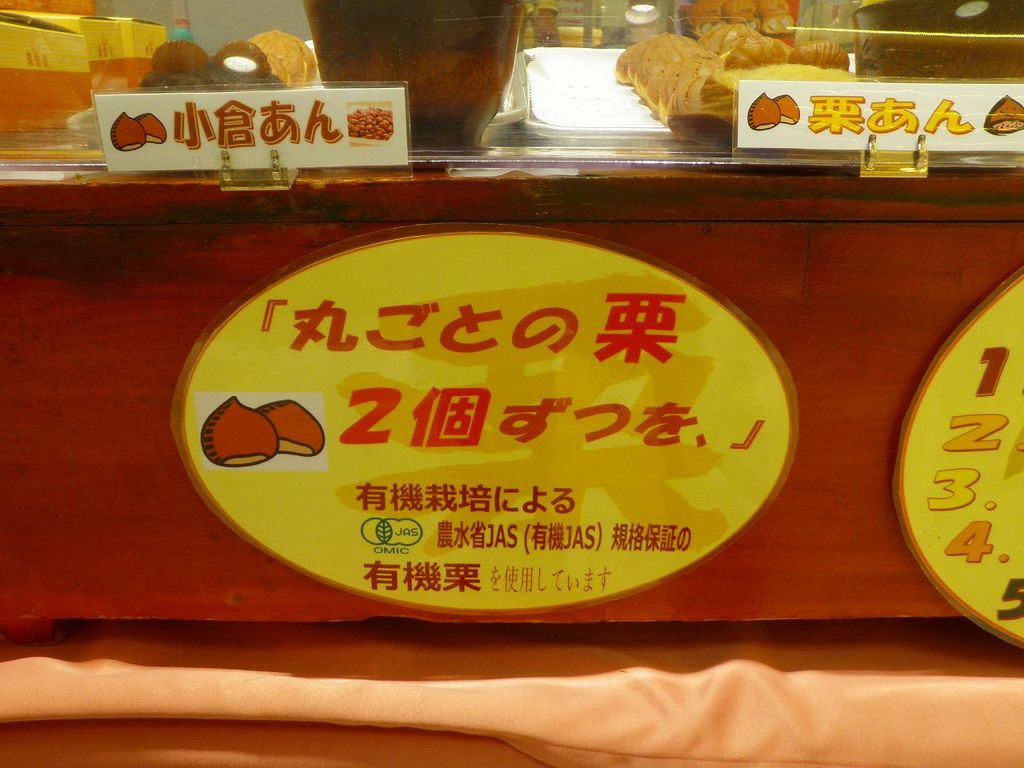 小倉あん
栗あん
『丸ごとの栗
2個ずつを、』
有機栽培による
JAS
OMIC
農水省JAS(有機JAS)規格保証の
有機栗を使用しています
1
2.
3.
4.
5